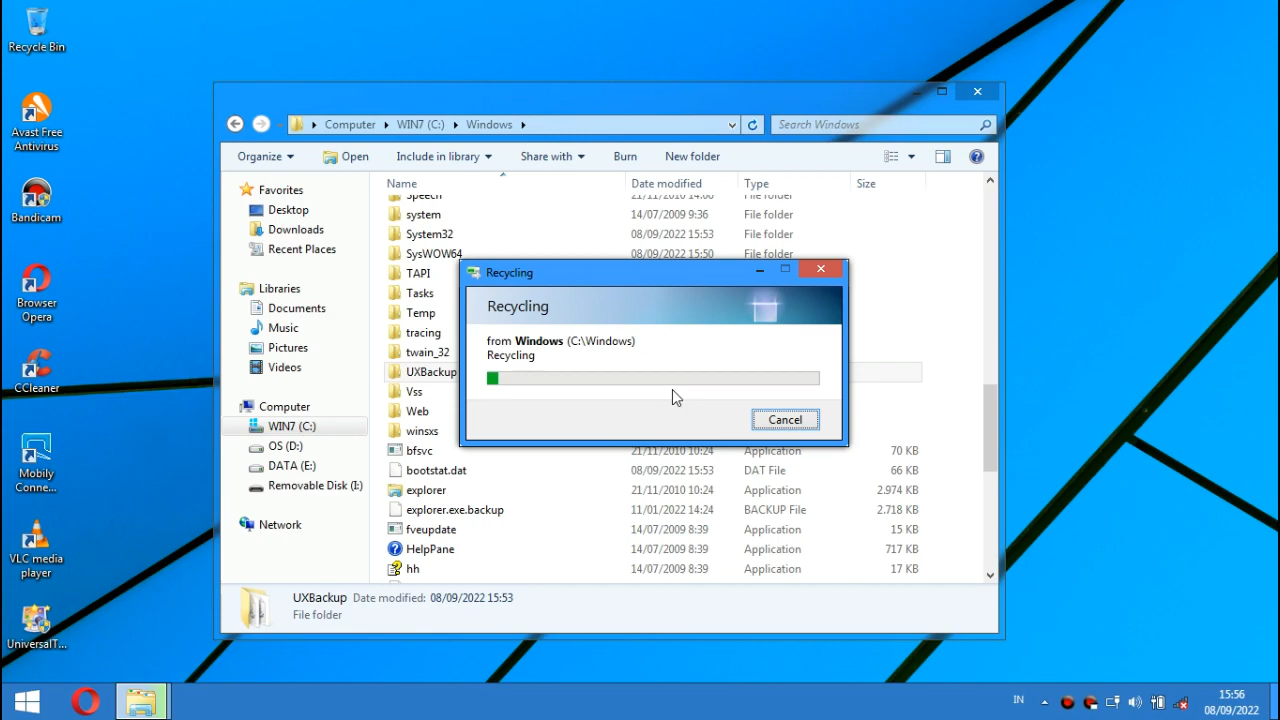 Recycle Bin
Avast Free
Antivirus
Bandicam
Browser
Opera
CCleaner
Mobily
Conne...
VLC media
player
UniversalT...
Computer
WIN7 (C:)
Windows
Search Windows
Organize
Open
Include in library
Share with
Burn
New folder
Favorites
Desktop
Downloads
Recent Places
Libraries
Documents
Music
Pictures
Videos
Computer
WIN7 (C:)
OS (D:)
DATA (E:)
Removable Disk (I:)
Network
Name Date modified Type Size
Speech 21/11/2010 14:06 File folder
system 14/07/2009 9:36 File folder
System32 08/09/2022 15:53 File folder
SysWOW64 08/09/2022 15:50 File folder
TAPI
Tasks
Temp
tracing
twain_32
UXBackup
Vss
Web
winsxs
bfsvc 21/11/2010 10:24 Application 70 KB
bootstat.dat 08/09/2022 15:53 DAT File 66 KB
explorer 21/11/2010 10:24 Application 2.974 KB
explorer.exe.backup 11/01/2022 14:24 BACKUP File 2.718 KB
fveupdate 14/07/2009 8:39 Application 15 KB
HelpPane 14/07/2009 8:39 Application 717 KB
hh 14/07/2009 8:39 Application 17 KB
Recycling
Recycling
from Windows (C:\Windows)
Recycling
Cancel
UXBackup Date modified: 08/09/2022 15:53
File folder
IN
15:56
08/09/2022